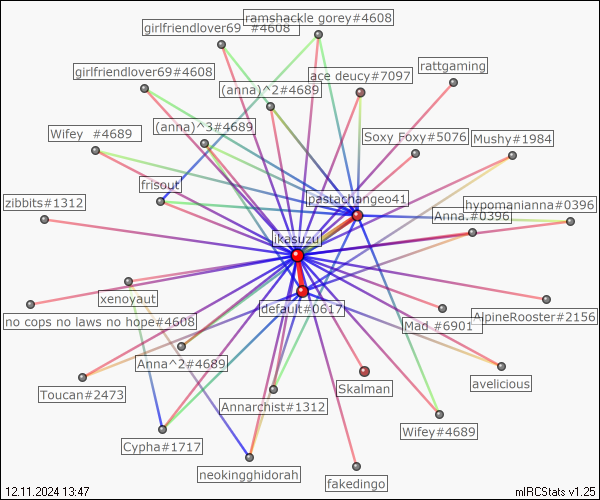 ramshackle gorey#4608
girlfriendlover69 #4608
rattgaming
girlfriendlover69#4608
ace deucy#7097
(anna)^2#4689
Wifey #4689
(anna)^3#4689
Soxy Foxy#5076
Mushy#1984
frisout
pastachangeo41
zibbits#1312
hypomanianna#0396
Anna.#0396
ikasuzu
xenoyaut
default#0617
no cops no laws no hope#4608
Mad #6901
AlpineRooster#2156
Anna^2#4689
Toucan#2473
Skalman
avelicious
Annarchist#1312
Wifey#4689
Cypha#1717
neokingghidorah
fakedingo
12.11.2024 13:47
mIRCStats v1.25